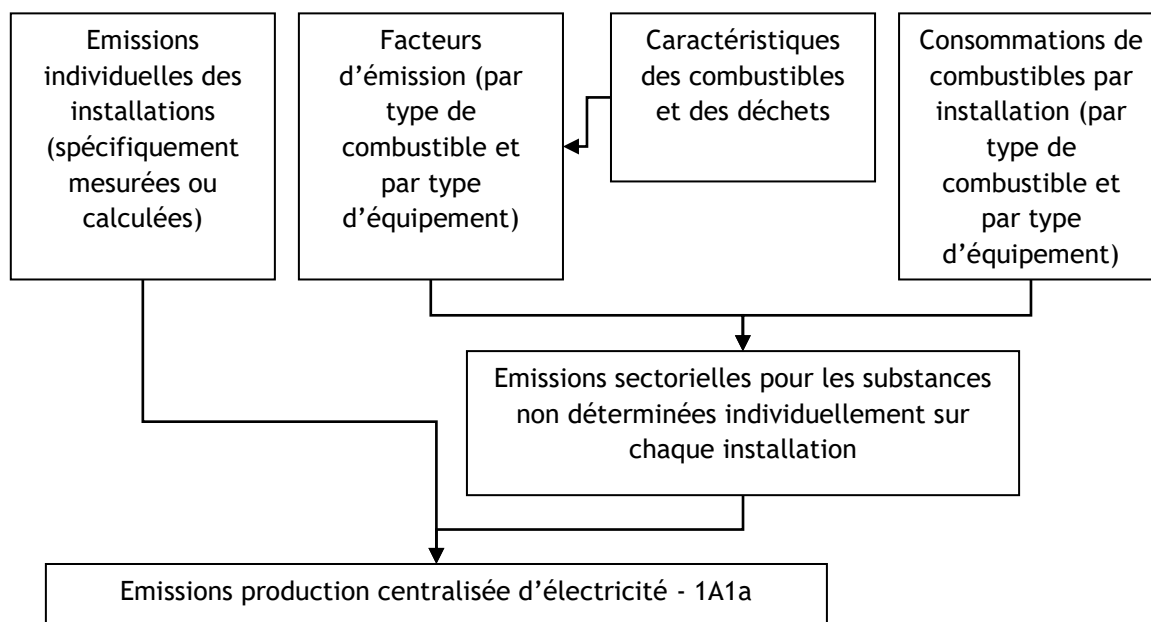 Emissions
individuelles des
installations
(spécifiquement
mesurées ou
calculées)
Facteurs
d’émission (par
type de
combustible et
par type
d’équipement)
Caractéristiques
des combustibles
et des déchets
Consommations de
combustibles par
installation (par
type de
combustible et
par type
d’équipement)
Emissions sectorielles pour les substances
non déterminées individuellement sur
chaque installation
Emissions production centralisée d’électricité - 1A1a